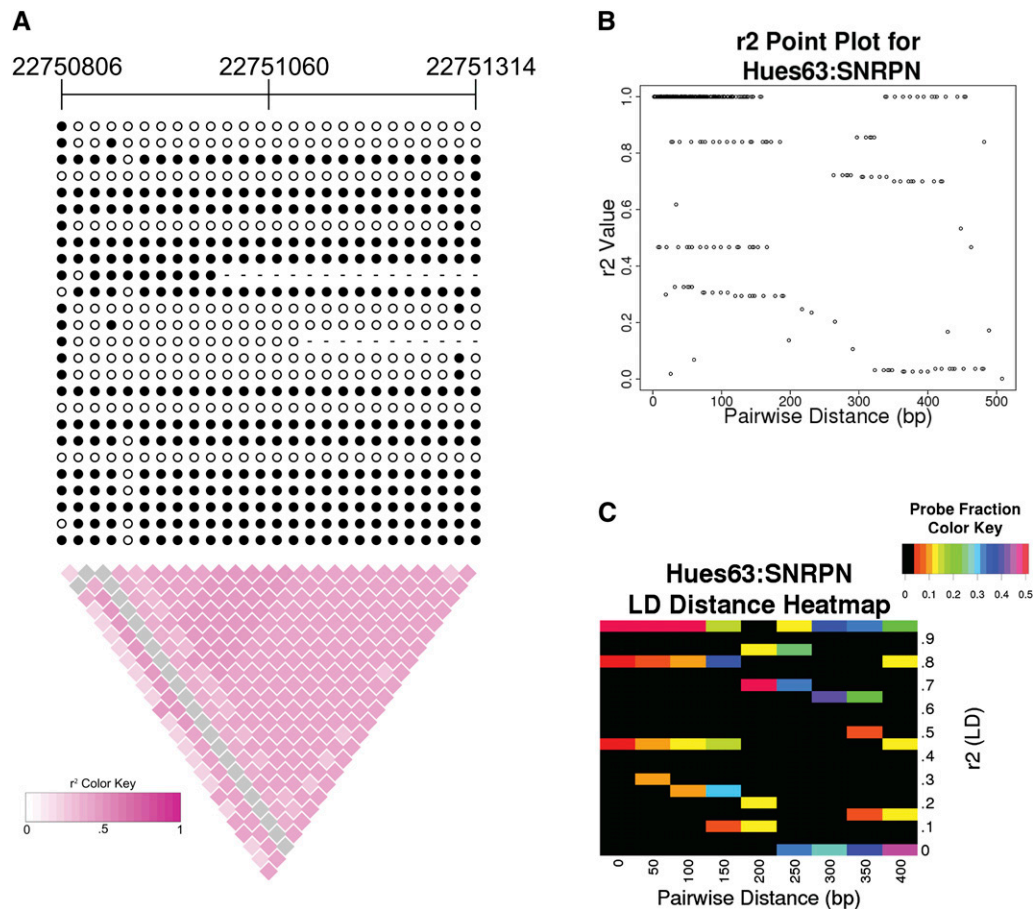 A
22750806 22751060 22751314
r² Color Key
0 .5 1
B
r2 Point Plot for
Hues63:SNRPN
r2 Value
1.0
0.8
0.6
0.4
0.2
0.0
0 100 200 300 400 500
Pairwise Distance (bp)
C
Probe Fraction
Color Key
0 0.1 0.2 0.3 0.4 0.5
Hues63:SNRPN
LD Distance Heatmap
.9
.8
.7
.6
.5
.4
.3
.2
.1
0
r2 (LD)
0 50 100 150 200 250 300 350 400
Pairwise Distance (bp)